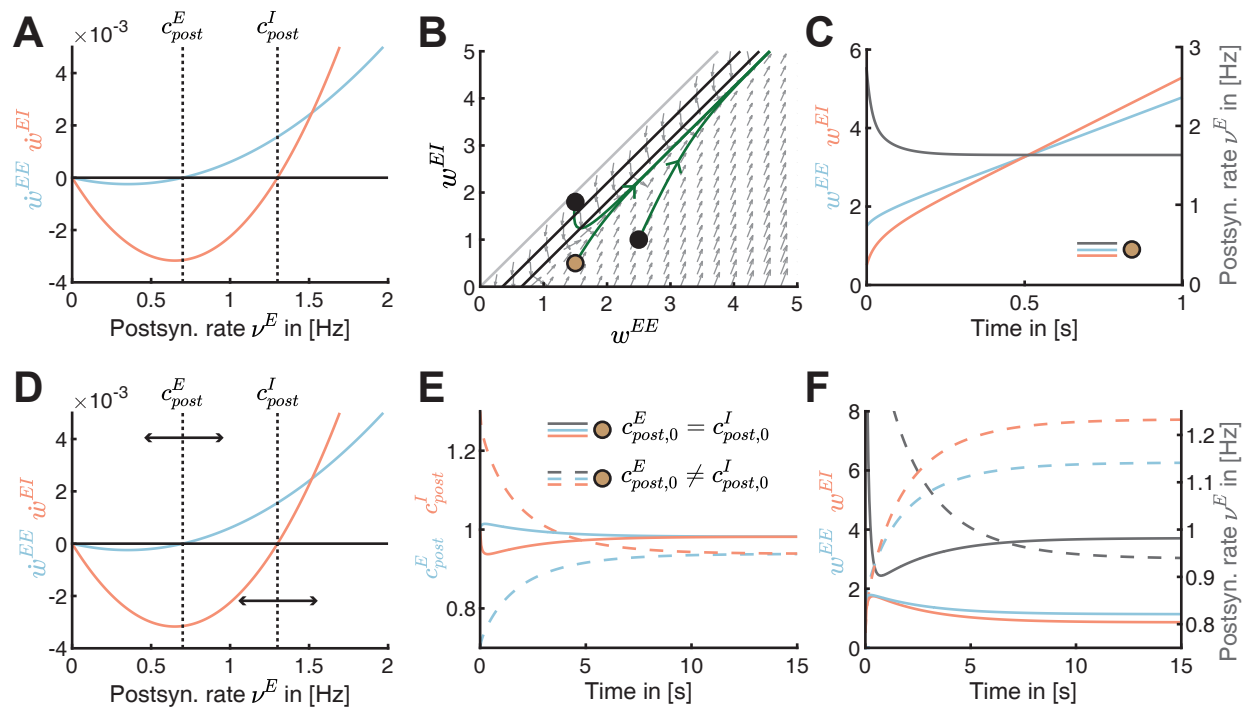 A
× 10⁻³
c^E_post
c^I_post
4
2
0
-2
-4
ẇ^EE ẇ^EI
0 0.5 1 1.5 2
Postsyn. rate ν^E in [Hz]
B
5
4
3
2
1
0
w^EI
0 1 2 3 4 5
w^EE
C
6
4
2
0
w^EE w^EI
3
2
1
0
Postsyn. rate ν^E in [Hz]
0 0.5 1
Time in [s]
D
×10⁻³
c^E_post
c^I_post
4
2
0
-2
-4
ẇ^EE ẇ^EI
0 0.5 1 1.5 2
Postsyn. rate ν^E in [Hz]
E
1.2
1
0.8
c^E_post c^I_post
c^E_post,0 = c^I_post,0
c^E_post,0 ≠ c^I_post,0
0 5 10 15
Time in [s]
F
8
6
4
2
0
w^EE w^EI
1.2
1.1
1
0.9
0.8
Postsyn. rate ν^E in [Hz]
0 5 10 15
Time in [s]